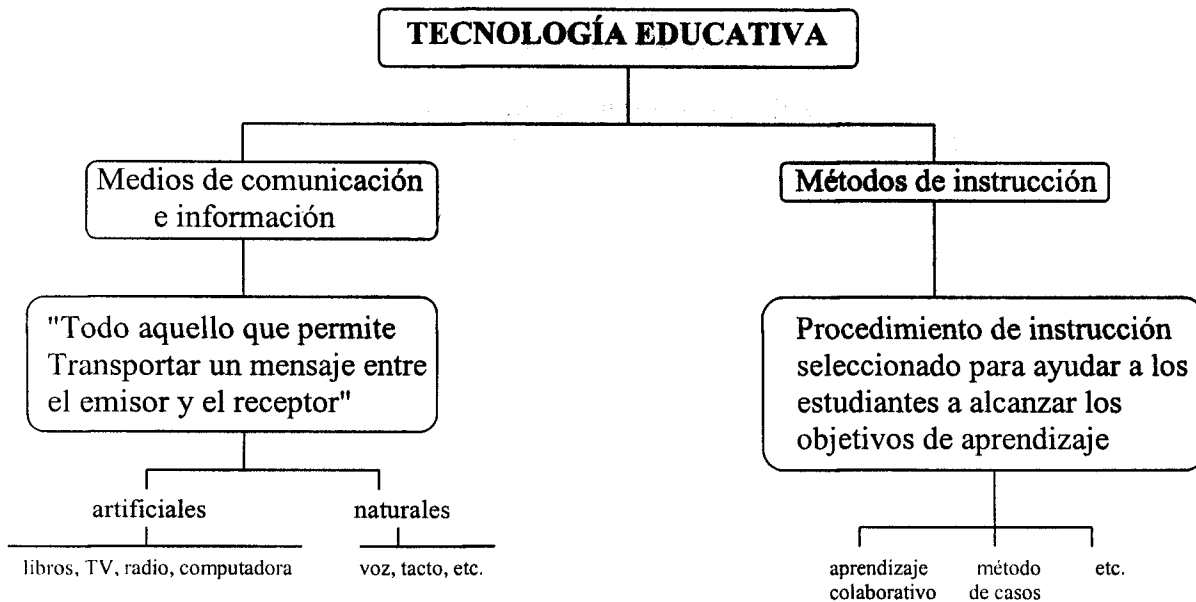 TECNOLOGÍA EDUCATIVA
Medios de comunicación
e información
"Todo aquello que permite
Transportar un mensaje entre
el emisor y el receptor"
artificiales
libros, TV, radio, computadora
naturales
voz, tacto, etc.
Métodos de instrucción
Procedimiento de instrucción
seleccionado para ayudar a los
estudiantes a alcanzar los
objetivos de aprendizaje
aprendizaje
colaborativo
método
de casos
etc.